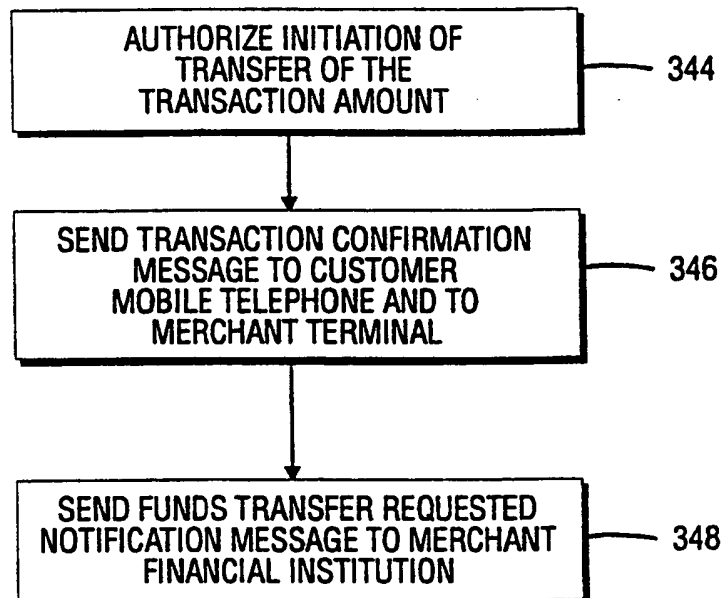 AUTHORIZE INITIATION OF
TRANSFER OF THE
TRANSACTION AMOUNT
344
SEND TRANSACTION CONFIRMATION
MESSAGE TO CUSTOMER
MOBILE TELEPHONE AND TO
MERCHANT TERMINAL
346
SEND FUNDS TRANSFER REQUESTED
NOTIFICATION MESSAGE TO MERCHANT
FINANCIAL INSTITUTION
348